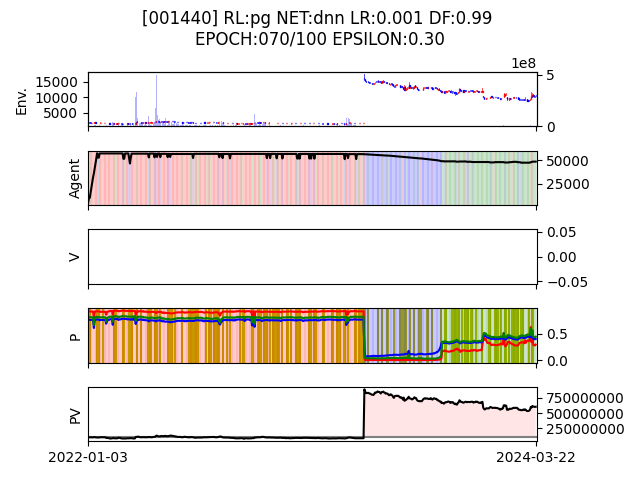 [001440] RL:pg NET:dnn LR:0.001 DF:0.99
EPOCH:070/100 EPSILON:0.30
1e8
Env.
15000
10000
5000
5
0
Agent
50000
25000
V
0.05
0.00
−0.05
P
0.5
0.0
PV
750000000
500000000
250000000
2022-01-03
2024-03-22